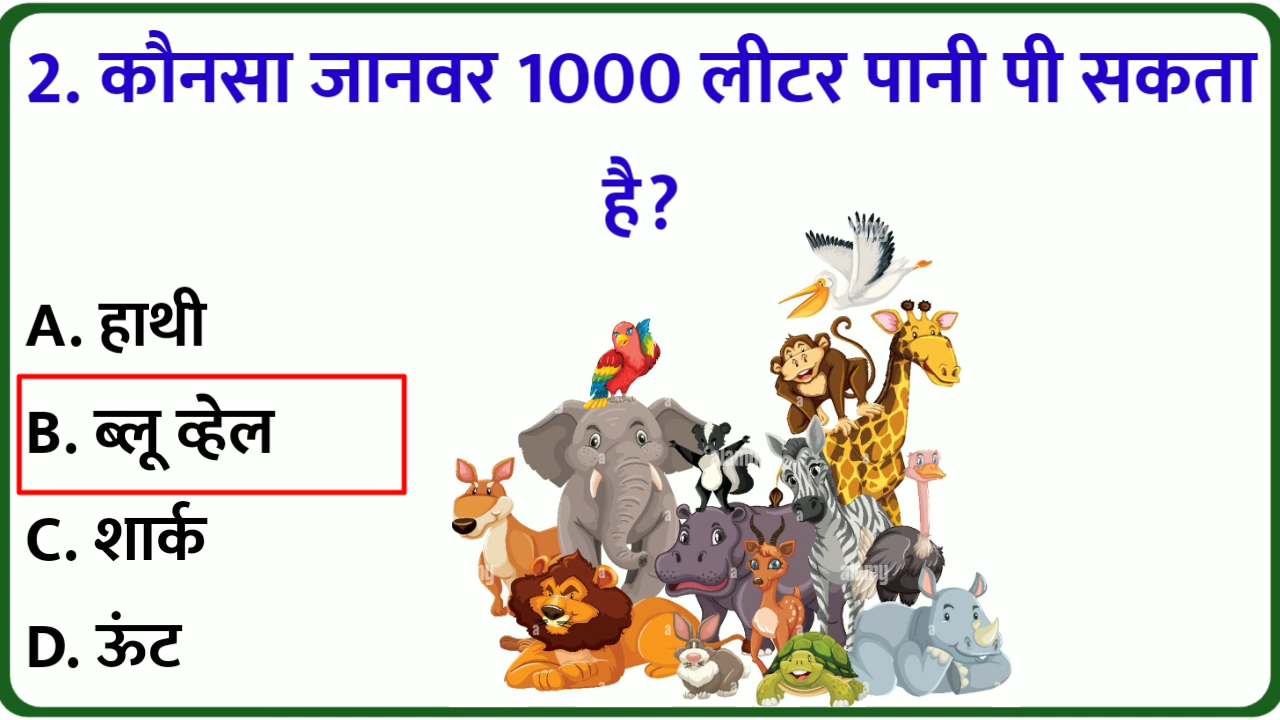 2. कौनसा जानवर 1000 लीटर पानी पी सकता
है?
A. हाथी
B. ब्लू व्हेल
C. शार्क
D. ऊंट